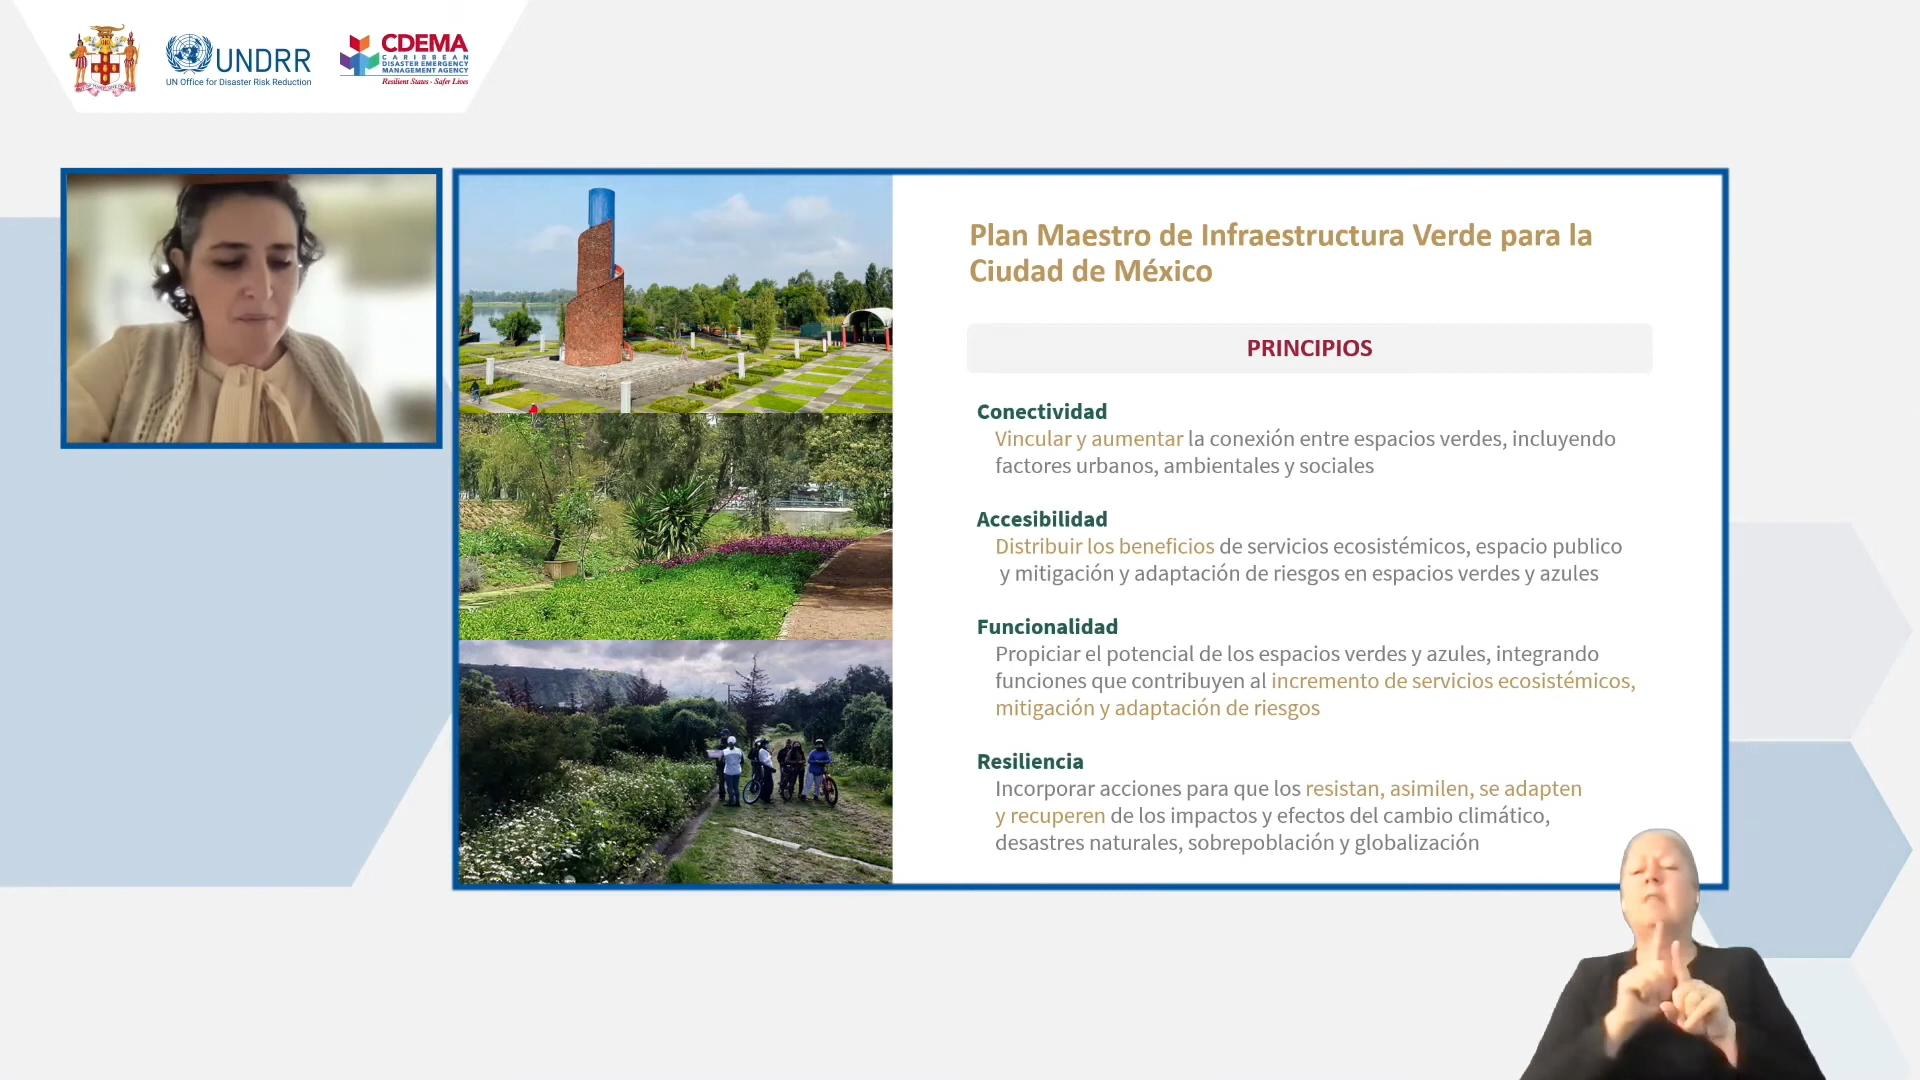 UNDRR
UN Office for Disaster Risk Reduction
CDEMA
CARIBBEAN
DISASTER EMERGENCY
MANAGEMENT AGENCY
Resilient States - Safer Lives
Plan Maestro de Infraestructura Verde para la
Ciudad de México
PRINCIPIOS
Conectividad
Vincular y aumentar la conexión entre espacios verdes, incluyendo
factores urbanos, ambientales y sociales
Accesibilidad
Distribuir los beneficios de servicios ecosistémicos, espacio publico
y mitigación y adaptación de riesgos en espacios verdes y azules
Funcionalidad
Propiciar el potencial de los espacios verdes y azules, integrando
funciones que contribuyen al incremento de servicios ecosistémicos,
mitigación y adaptación de riesgos
Resiliencia
Incorporar acciones para que los resistan, asimilen, se adapten
y recuperen de los impactos y efectos del cambio climático,
desastres naturales, sobrepoblación y globalización